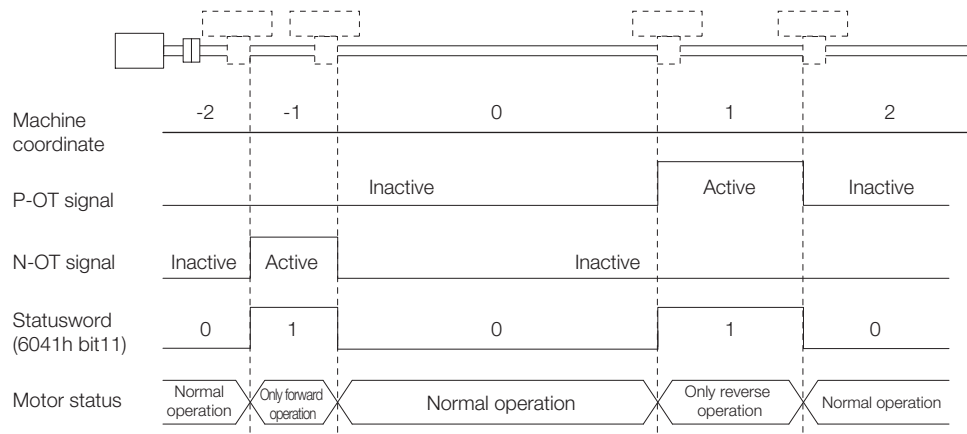 Machine
coordinate
-2 -1 0 1 2
P-OT signal
Inactive Active Inactive
N-OT signal
Inactive Active Inactive
Statusword
(6041h bit11)
0 1 0 1 0
Motor status
Normal
operation
Only forward
operation
Normal operation
Only reverse
operation
Normal operation